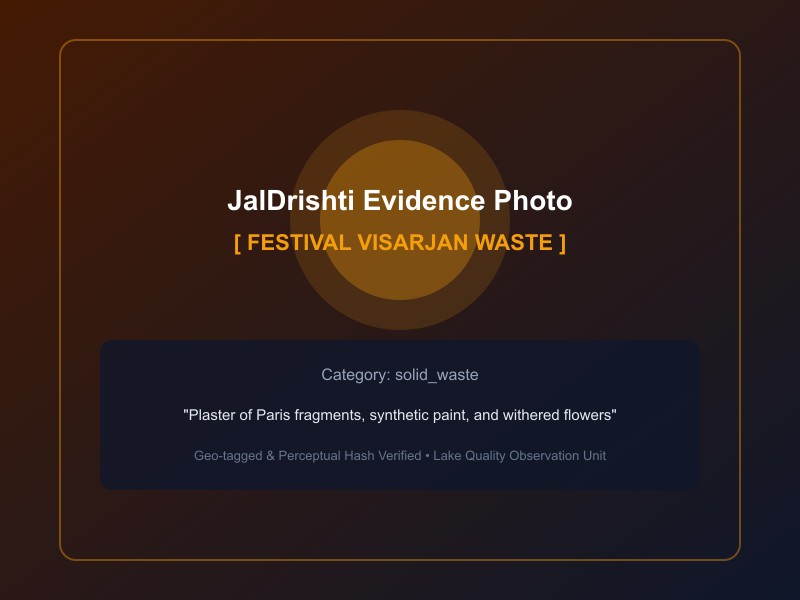 JalDrishti Evidence Photo
[ FESTIVAL VISARJAN WASTE ]
Category: solid_waste
"Plaster of Paris fragments, synthetic paint, and withered flowers"
Geo-tagged & Perceptual Hash Verified • Lake Quality Observation Unit